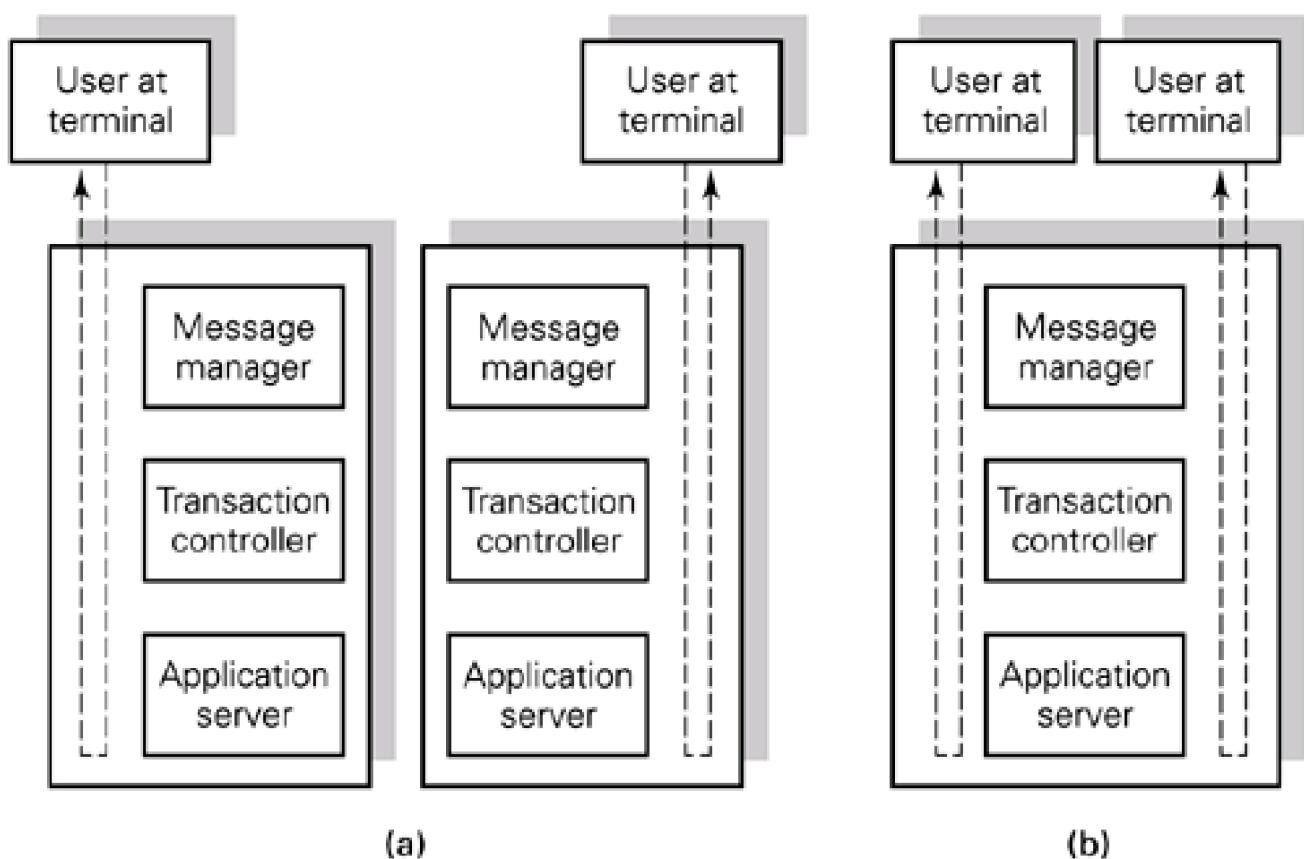 User at
terminal
User at
terminal
User at
terminal
User at
terminal
Message
manager
Message
manager
Message
manager
Transaction
controller
Transaction
controller
Transaction
controller
Application
server
Application
server
Application
server
(a)
(b)